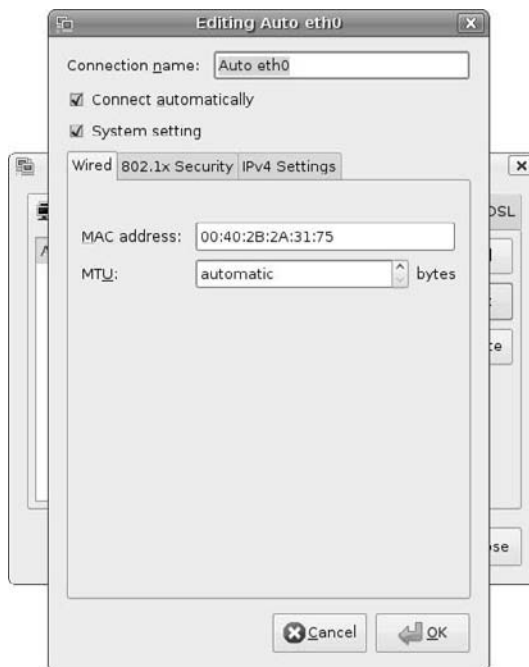 Editing Auto eth0
Connection name: Auto eth0
Connect automatically
System setting
Wired 802.1x Security IPv4 Settings
DSL
MAC address: 00:40:2B:2A:31:75
MTU: automatic bytes
Cancel OK